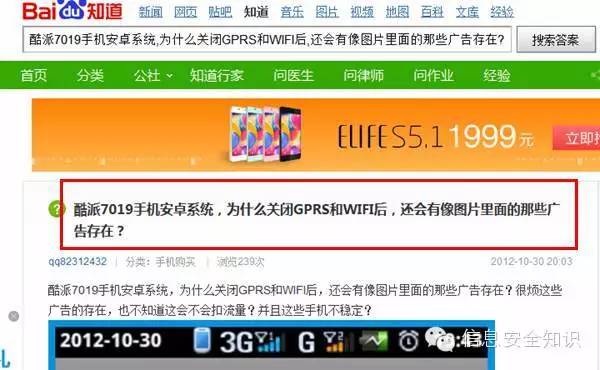 Bai du 知道
新闻 网页 贴吧 知道 音乐 图片 视频 地图 百科 文库
酷派7019手机安卓系统,为什么关闭GPRS和WIFI后,还会有像图片里面的那些广告存在?
搜索答案
首页 分类 公社 知道行家 问医生 问律师 问作业 经验
ELIFE S5.1 1999元
立即
酷派7019手机安卓系统，为什么关闭GPRS和WIFI后，还会有像图片里面的那些广
告存在？
qq82312432 分类：手机购买 浏览239次 2012-10-30 20:03
酷派7019手机安卓系统，为什么关闭GPRS和WIFI后，还会有像图片里面的那些广告存在？很烦这些
广告的存在，也不知道这会不会扣流量？并且这些手机不稳定？
2012-10-30 3G 1 G 2 :43
信息安全知识